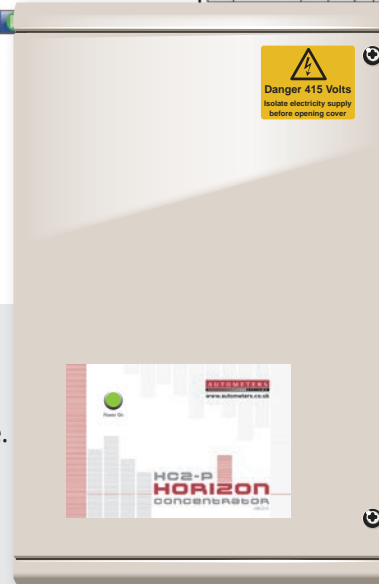 Danger 415 Volts
Isolate electricity supply
before opening cover
AUTOMETERS
www.autometers.co.uk
Power On
HC2-P
HORIZON
CONCENTRATOR